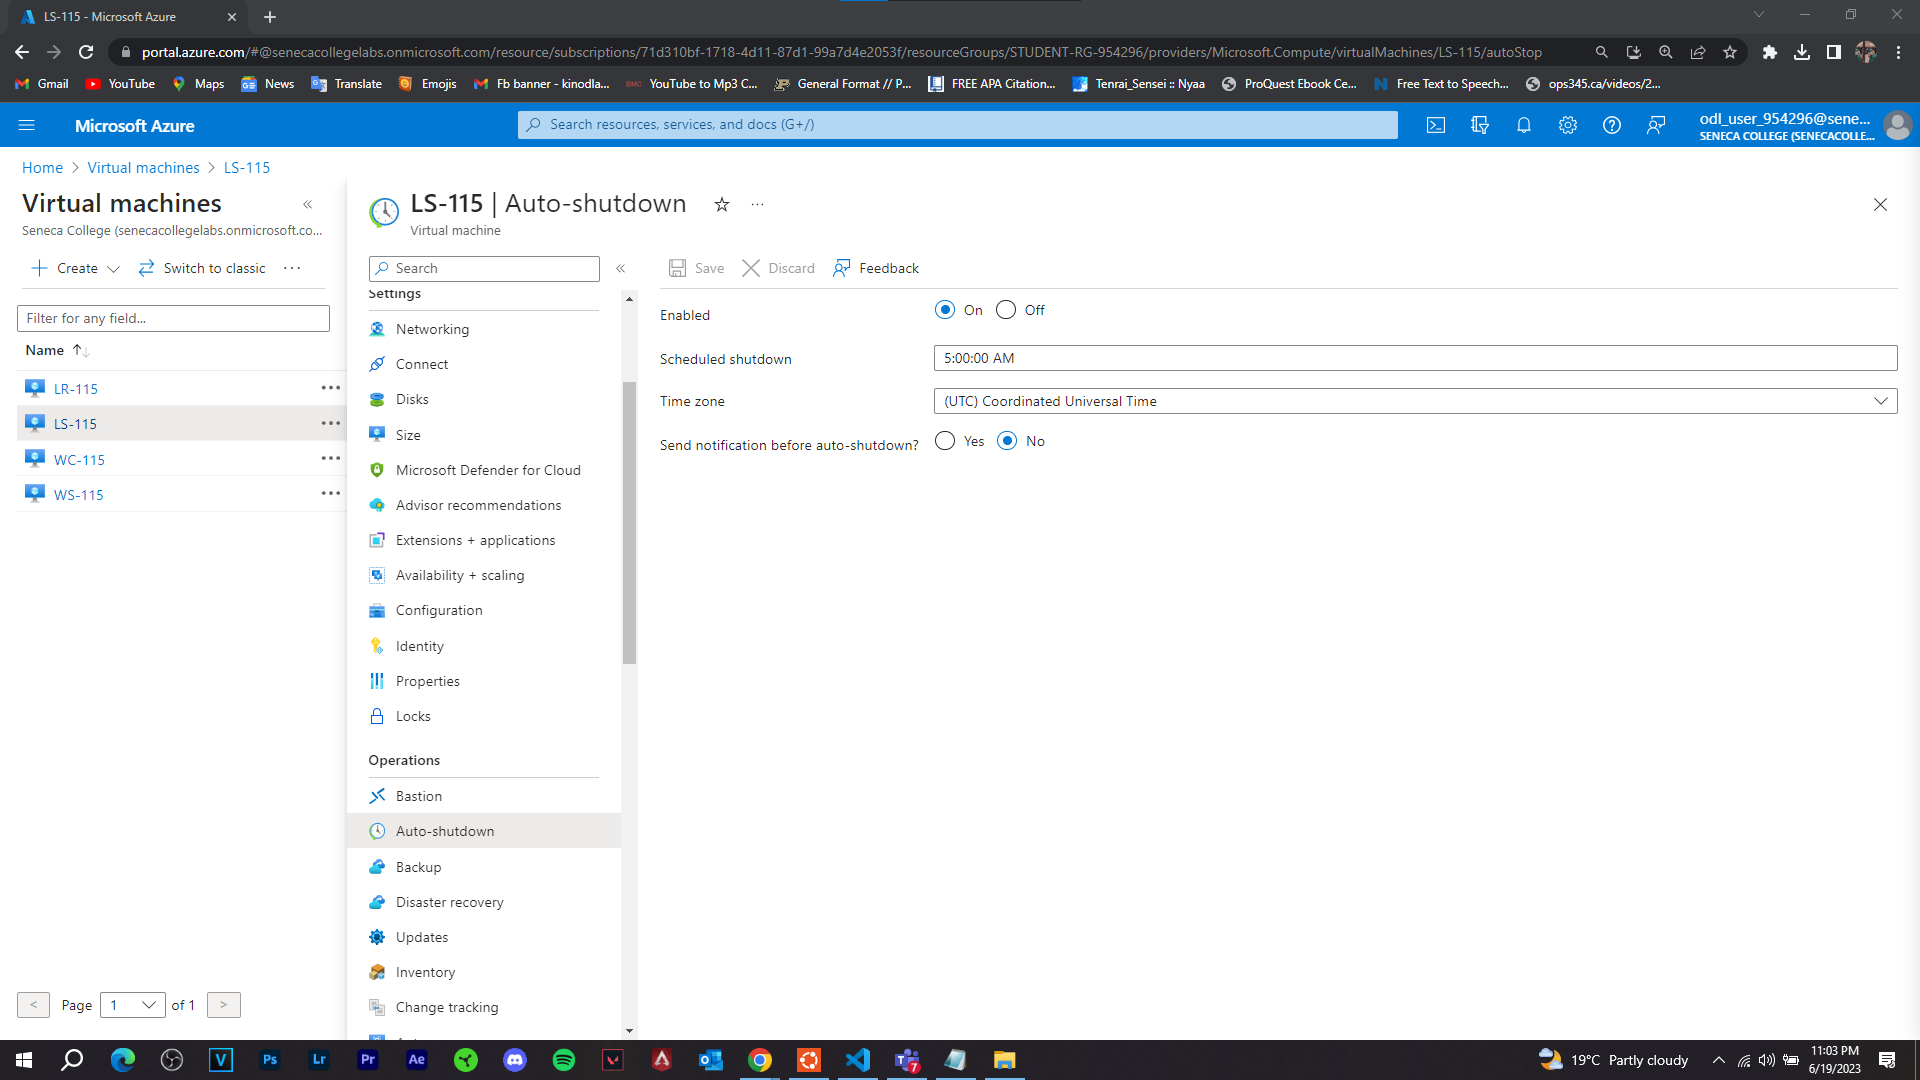 LS-115 - Microsoft Azure
portal.azure.com/#@senecacollegelabs.onmicrosoft.com/resource/subscriptions/71d310bf-1718-4d11-87d1-99a7d4e2053f/resourceGroups/STUDENT-RG-954296/providers/Microsoft.Compute/virtualMachines/LS-115/autoStop
Gmail YouTube Maps News Translate Emojis Fb banner - kinodla... YouTube to Mp3 C... General Format // P... FREE APA Citation... Tenrai_Sensei :: Nyaa ProQuest Ebook Ce... Free Text to Speech... ops345.ca/videos/2...
Microsoft Azure
Search resources, services, and docs (G+/)
odl_user_954296@sene...
SENECA COLLEGE (SENECACOLLE...
Home > Virtual machines > LS-115
Virtual machines
Seneca College (senecacollegelabs.onmicrosoft.co...
Create
Switch to classic
Filter for any field...
Name
LR-115
LS-115
WC-115
WS-115
< Page 1 of 1 >
LS-115 | Auto-shutdown
Virtual machine
Search
Settings
Networking
Connect
Disks
Size
Microsoft Defender for Cloud
Advisor recommendations
Extensions + applications
Availability + scaling
Configuration
Identity
Properties
Locks
Operations
Bastion
Auto-shutdown
Backup
Disaster recovery
Updates
Inventory
Change tracking
Save Discard Feedback
Enabled On Off
Scheduled shutdown 5:00:00 AM
Time zone (UTC) Coordinated Universal Time
Send notification before auto-shutdown? Yes No
V Ps Lr Pr Ae 7
19°C Partly cloudy
11:03 PM
6/19/2023